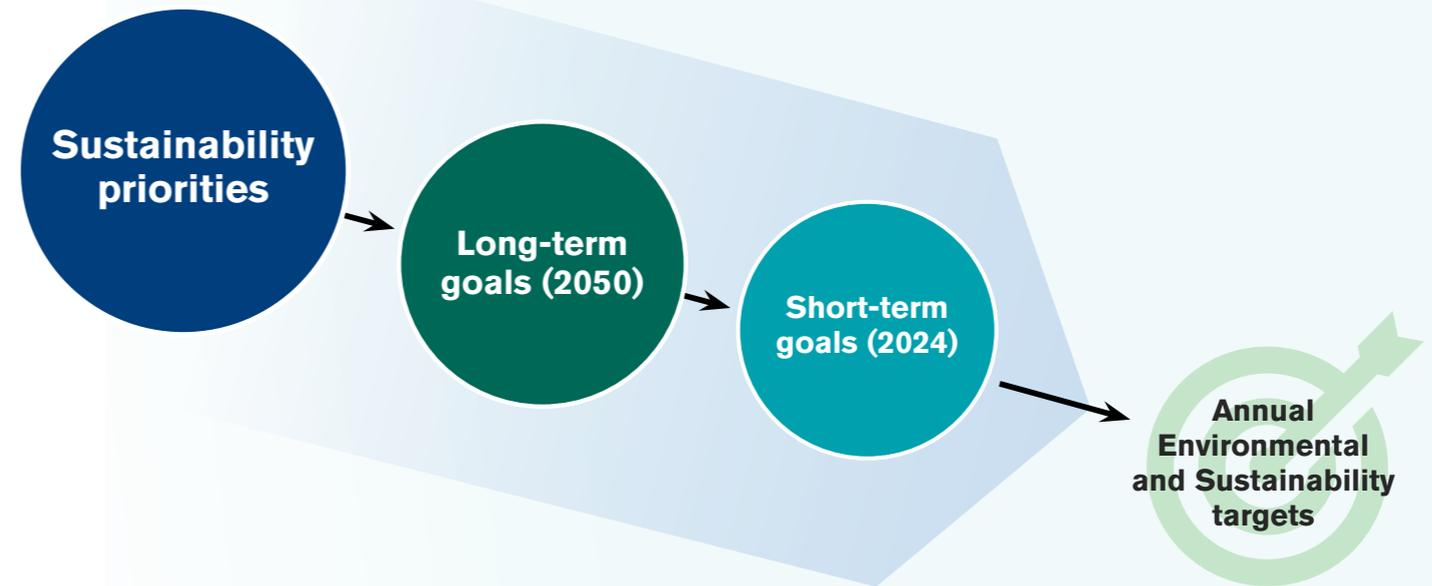 Sustainability
priorities
Long-term
goals (2050)
Short-term
goals (2024)
Annual
Environmental
and Sustainability
targets